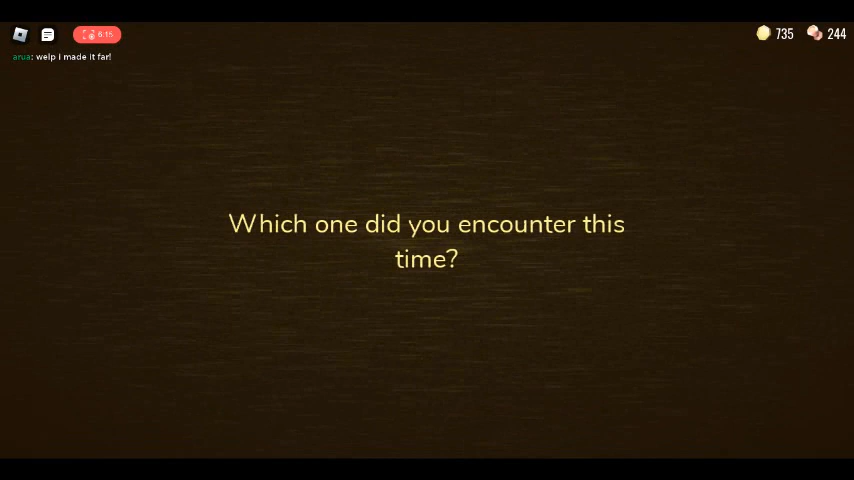 6:15
735
244
arua: welp i made it far!
Which one did you encounter this
time?